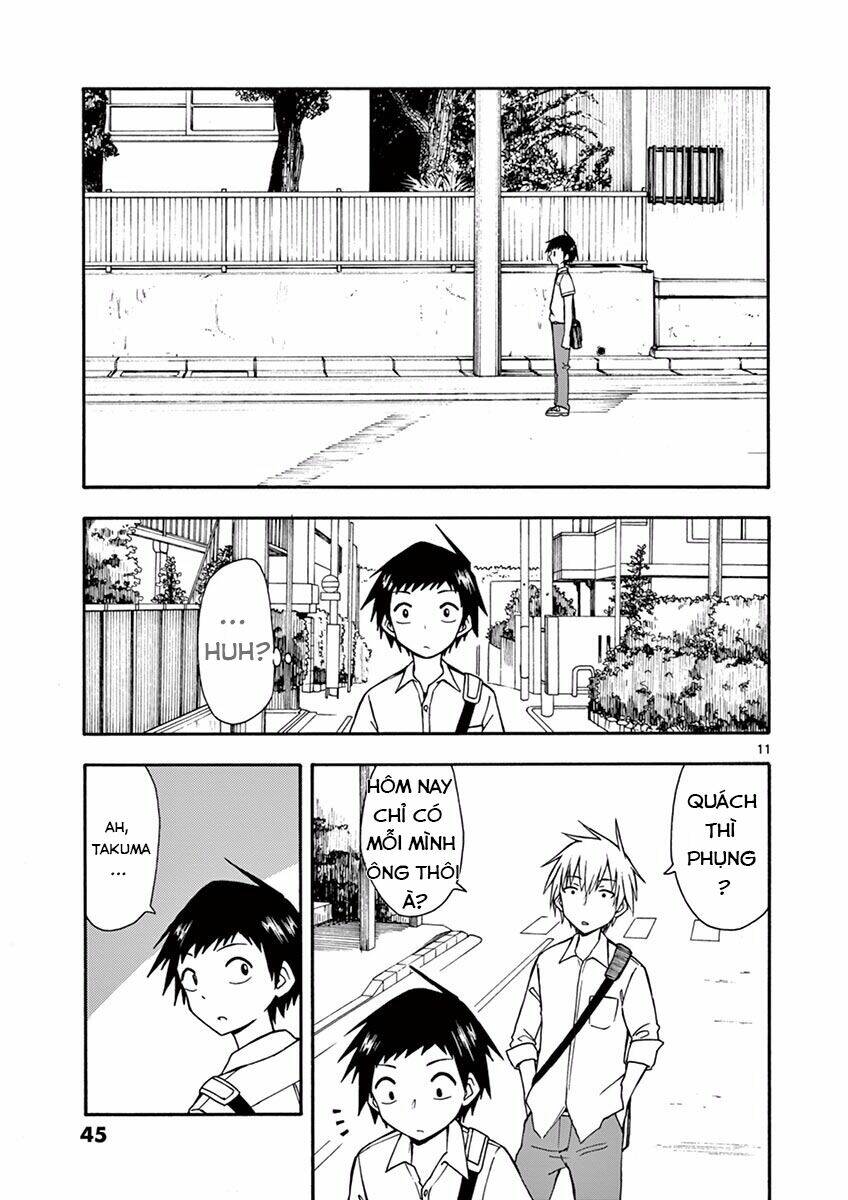 ...
HUH?
11
QUÁCH
THÌ
PHỤNG
?
HÔM NAY
CHỈ CÓ
MỖI MÌNH
ÔNG THÔI
À?
AH,
TAKUMA
...
45